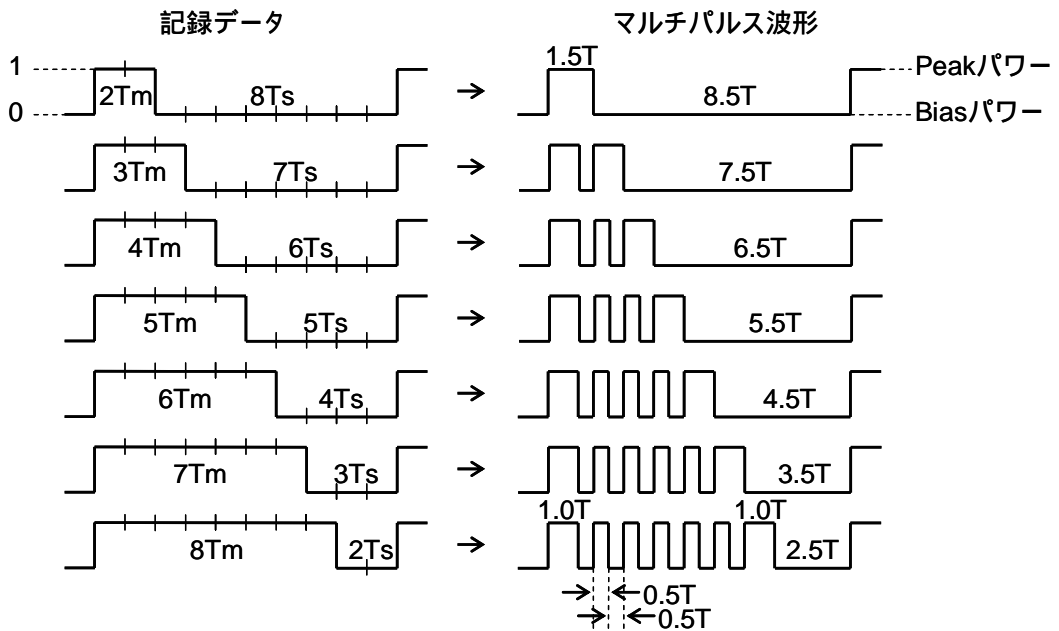 記録データ マルチパルス波形
1 2Tm 8Ts → 1.5T 8.5T Peakパワー
0 Biasパワー
3Tm 7Ts → 7.5T
4Tm 6Ts → 6.5T
5Tm 5Ts → 5.5T
6Tm 4Ts → 4.5T
7Tm 3Ts → 3.5T
8Tm 2Ts → 1.0T 1.0T 2.5T
0.5T
0.5T